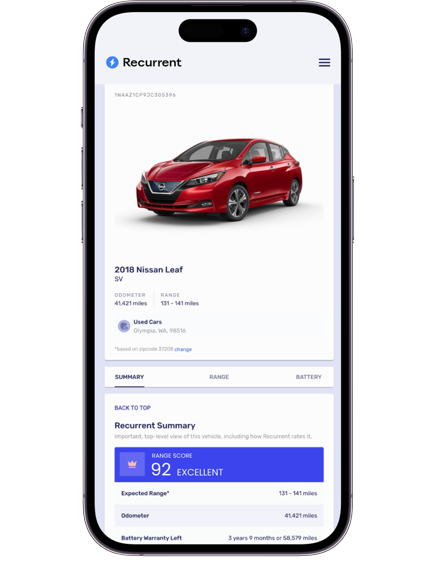 Recurrent
1N4AZ1CP9JC305396
2018 Nissan Leaf
SV
ODOMETER RANGE
41,421 miles 131 - 141 miles
Used Cars
Olympia, WA, 98516
*based on zipcode 37206 change
SUMMARY RANGE BATTERY
BACK TO TOP
Recurrent Summary
Important, top-level view of this vehicle, including how Recurrent rates it.
RANGE SCORE
92 EXCELLENT
Expected Range* 131 - 141 miles
Odometer 41,421 miles
Battery Warranty Left 3 years 9 months or 58,579 miles